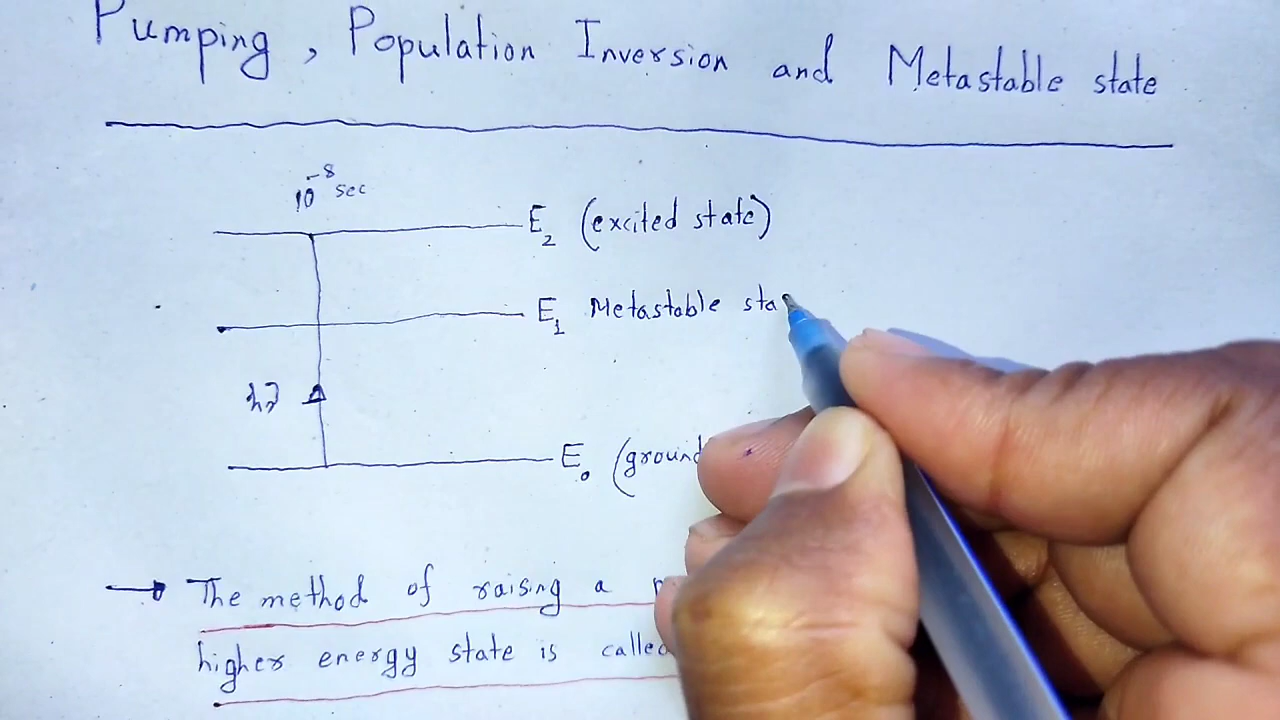 Pumping, Population Inversion and Metastable state
10⁻⁸ sec
E₂ (excited state)
E₁ Metastable sta
hν
E₀ (ground
→ The method of raising a
higher energy state is called